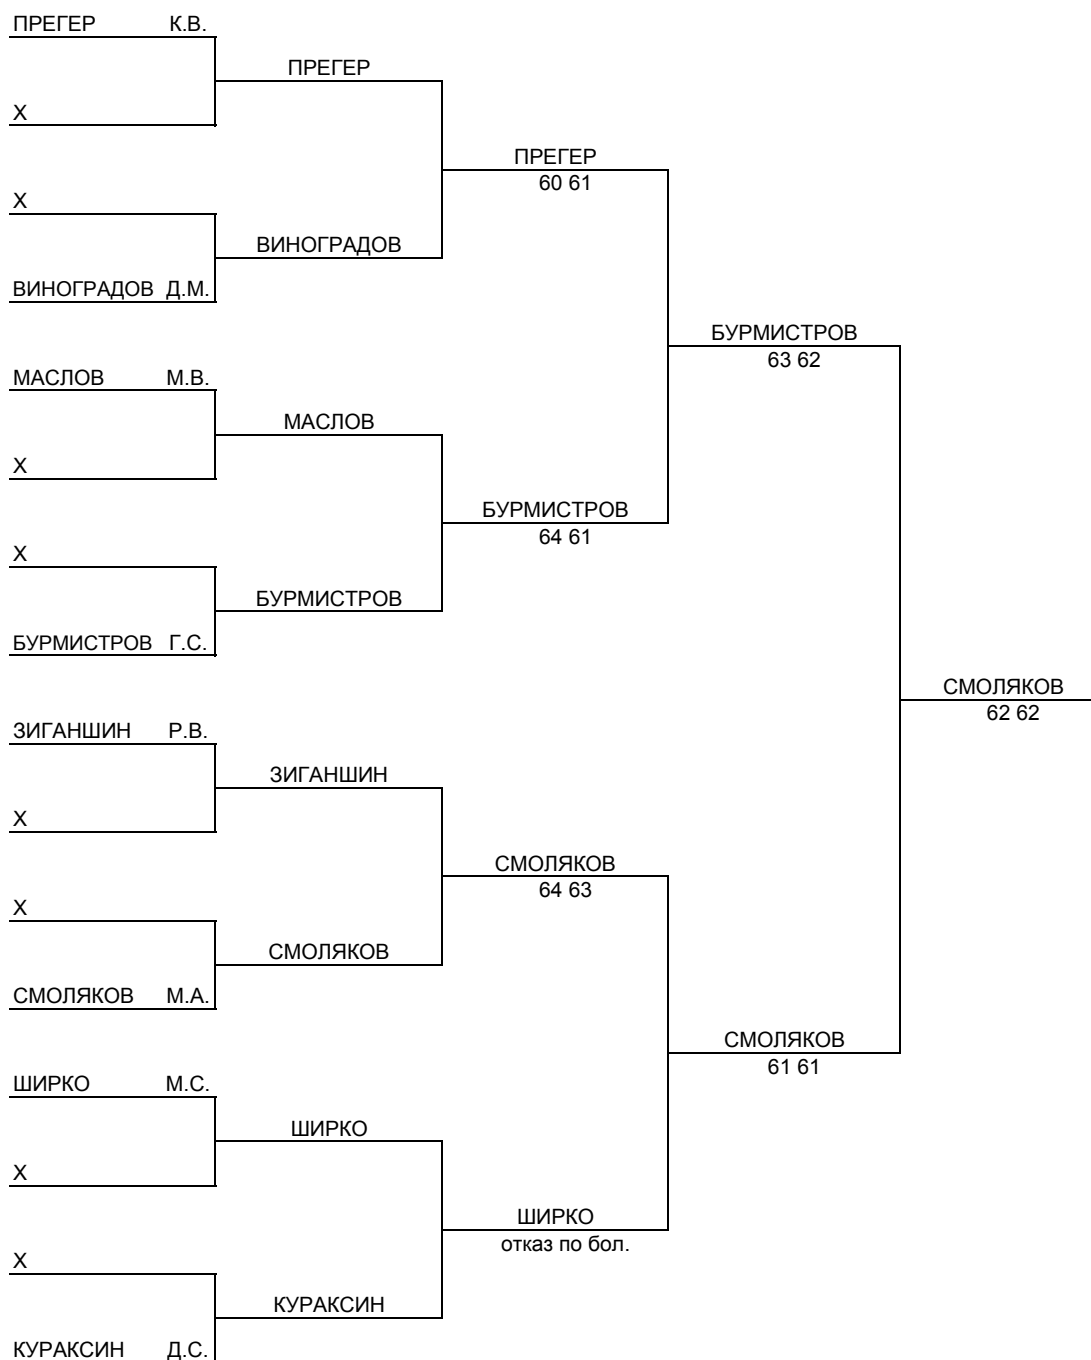 ПРЕГЕР К.В.
ПРЕГЕР
X
ПРЕГЕР
60 61
X
ВИНОГРАДОВ
ВИНОГРАДОВ Д.М.
БУРМИСТРОВ
63 62
МАСЛОВ М.В.
МАСЛОВ
X
БУРМИСТРОВ
64 61
X
БУРМИСТРОВ
БУРМИСТРОВ Г.С.
СМОЛЯКОВ
62 62
ЗИГАНШИН Р.В.
ЗИГАНШИН
X
СМОЛЯКОВ
64 63
X
СМОЛЯКОВ
СМОЛЯКОВ М.А.
СМОЛЯКОВ
61 61
ШИРКО М.С.
ШИРКО
X
ШИРКО
отказ по бол.
X
КУРАКСИН
КУРАКСИН Д.С.